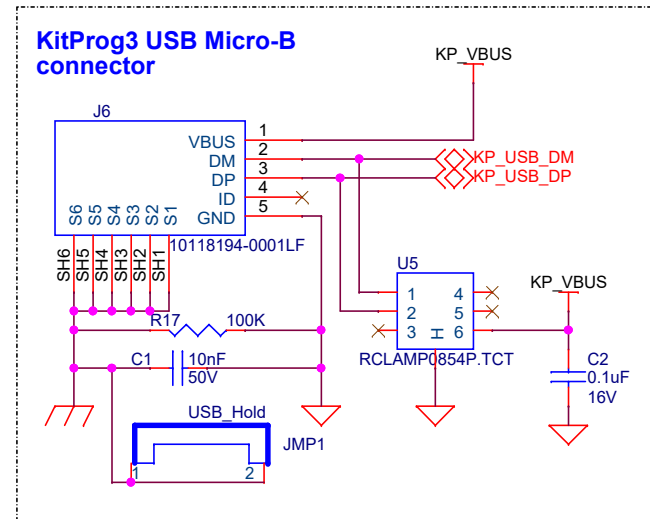 KitProg3 USB Micro-B
connector
KP_VBUS
J6
VBUS 1
DM 2
DP 3
ID 4
GND 5
KP_USB_DM
KP_USB_DP
S6 S5 S4 S3 S2 S1
10118194-0001LF
SH6 SH5 SH4 SH3 SH2 SH1
U5
KP_VBUS
1 4
2 5
3 H 6
RCLAMP0854P.TCT
R17 100K
C1 10nF
50V
C2
0.1uF
16V
USB_Hold
JMP1
1 2